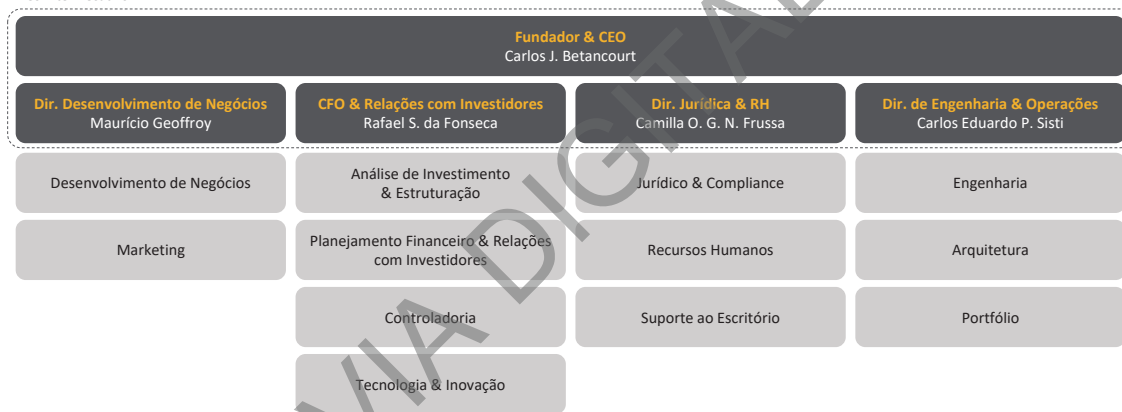 Fundador & CEO
Carlos J. Betancourt
Dir. Desenvolvimento de Negócios
Maurício Geoffroy
CFO & Relações com Investidores
Rafael S. da Fonseca
Dir. Jurídica & RH
Camilla O. G. N. Frussa
Dir. de Engenharia & Operações
Carlos Eduardo P. Sisti
Desenvolvimento de Negócios
Análise de Investimento
& Estruturação
Jurídico & Compliance
Engenharia
Marketing
Planejamento Financeiro & Relações
com Investidores
Recursos Humanos
Arquitetura
Controladoria
Suporte ao Escritório
Portfólio
Tecnologia & Inovação
VIA DIGITAL